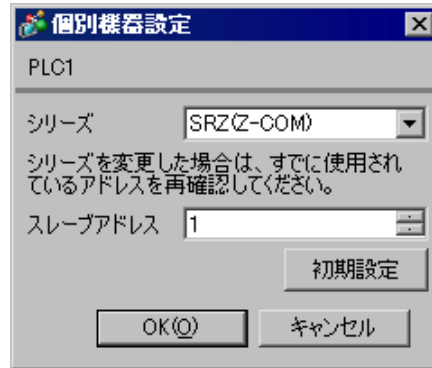 個別機器設定
PLC1
シリーズ SRZ(Z-COM)
シリーズを変更した場合は、すでに使用され
ているアドレスを再確認してください。
スレーブアドレス 1
初期設定
OK(O) キャンセル